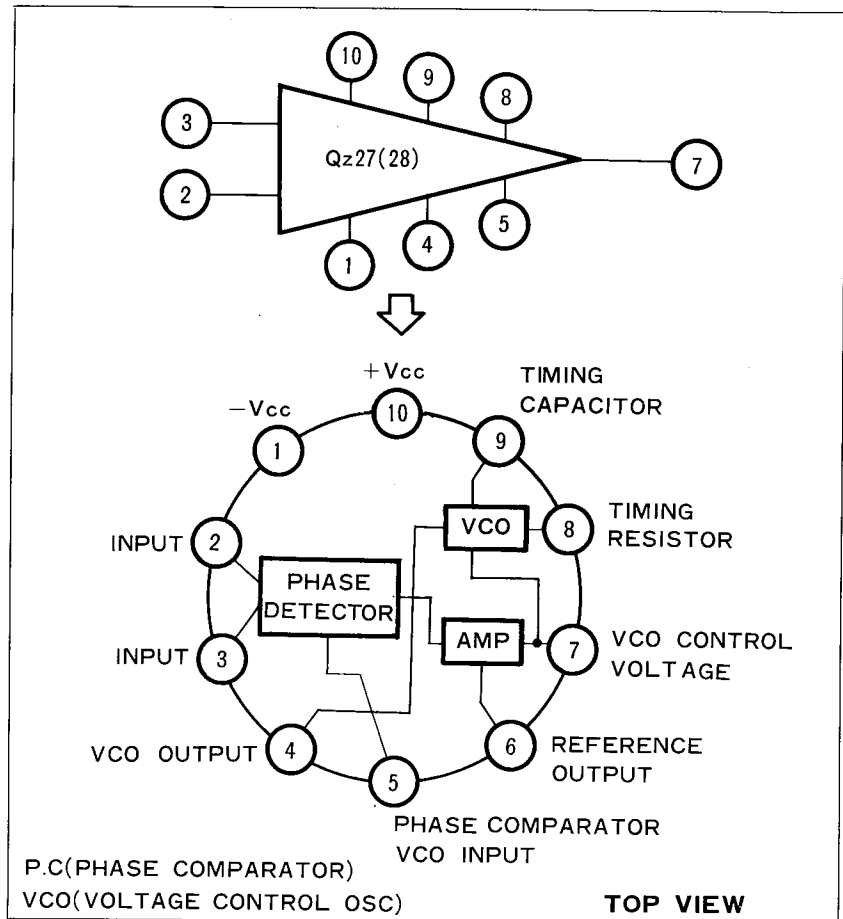 10
9
8
3
Qz27(28)
7
2
5
4
1
+Vcc
TIMING
CAPACITOR
-Vcc
10
9
1
TIMING
RESISTOR
VCO
8
INPUT
2
PHASE
DETECTOR
AMP
7
VCO CONTROL
VOLTAGE
INPUT
3
VCO OUTPUT
4
6
REFERENCE
OUTPUT
5
PHASE COMPARATOR
VCO INPUT
P.C(PHASE COMPARATOR)
VCO(VOLTAGE CONTROL OSC)
TOP VIEW